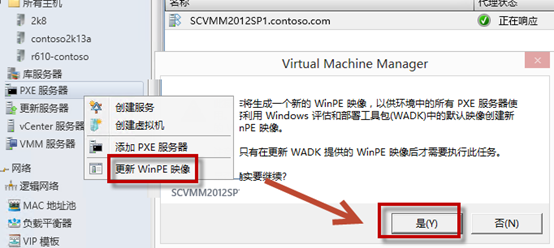 所有主机
2k8
contoso2k13a
r610-contoso
库服务器
PXE 服务器
更新服务器
vCenter 服务器
VMM 服务器
网络
逻辑网络
MAC 地址池
负载平衡器
VIP 模板
创建服务
创建虚拟机
添加 PXE 服务器
更新 WinPE 映像
名称
代理状态
SCVMM2012SP1.contoso.com
正在响应
Virtual Machine Manager
将生成一个新的 WinPE 映像，以供环境中的所有 PXE 服务器使
利用 Windows 评估和部署工具包(WADK)中的默认映像创建新
nPE 映像。
只有在更新 WADK 提供的 WinPE 映像后才需要执行此任务。
实要继续?
SCVMM2012SP1
是(Y)
否(N)